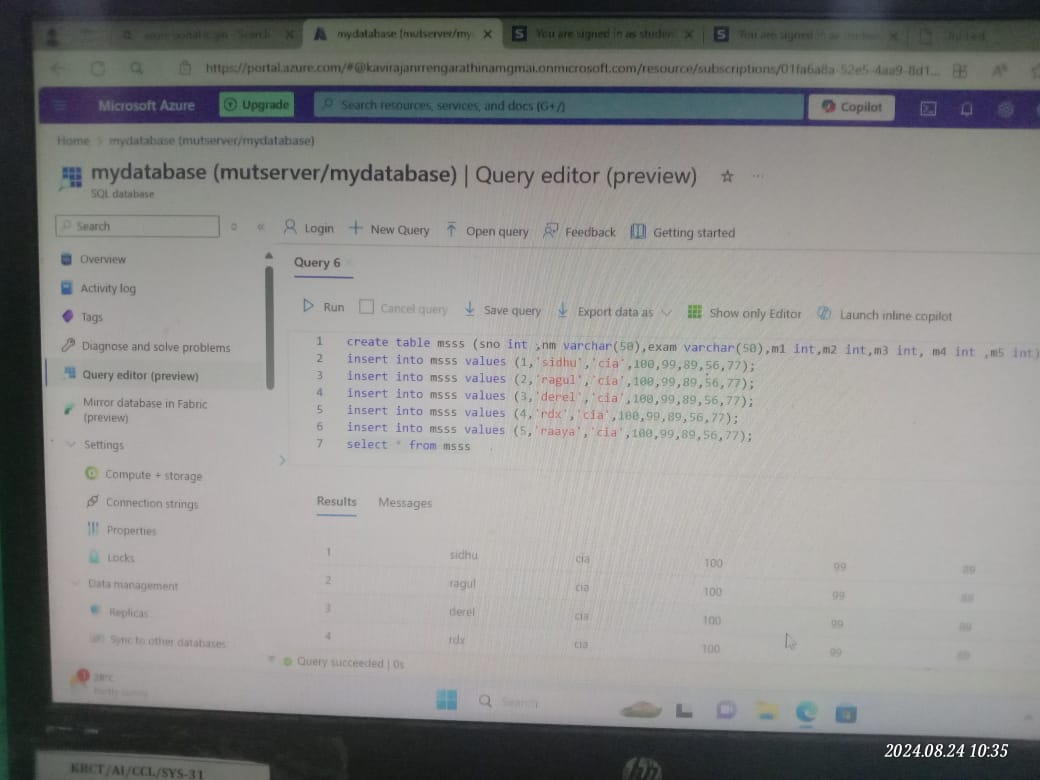 mydatabase (mutserver/my
You are signed in as studen
You are signed in as studen
https://portal.azure.com/#@kavirajanrrengarathinamgmai.onmicrosoft.com/resource/subscriptions/01fa6a8a-52e5-4aa9-8d1...
Microsoft Azure
Upgrade
Search resources, services, and docs (G+/)
Copilot
Home > mydatabase (mutserver/mydatabase)
mydatabase (mutserver/mydatabase) | Query editor (preview)
SQL database
Search
Login
New Query
Open query
Feedback
Getting started
Overview
Activity log
Tags
Diagnose and solve problems
Query editor (preview)
Mirror database in Fabric
(preview)
Settings
Compute + storage
Connection strings
Properties
Locks
Data management
Replicas
Sync to other databases
Query 6
Run
Cancel query
Save query
Export data as
Show only Editor
Launch inline copilot
1 create table msss (sno int ,nm varchar(50),exam varchar(50),m1 int,m2 int,m3 int, m4 int ,m5 int)
2 insert into msss values (1,'sidhu','cia',100,99,89,56,77);
3 insert into msss values (2,'ragul','cia',100,99,89,56,77);
4 insert into msss values (3,'derel','cia',100,99,89,56,77);
5 insert into msss values (4,'rdx','cia',100,99,89,56,77);
6 insert into msss values (5,'raaya','cia',100,99,89,56,77);
7 select * from msss
Results Messages
1 sidhu cia 100 99 89
2 ragul cia 100 99 89
3 derel cia 100 99 89
4 rdx cia 100 99 89
Query succeeded | 0s
Search
KRCT/AI/CCL/SYS-31
hp
2024.08.24 10:35